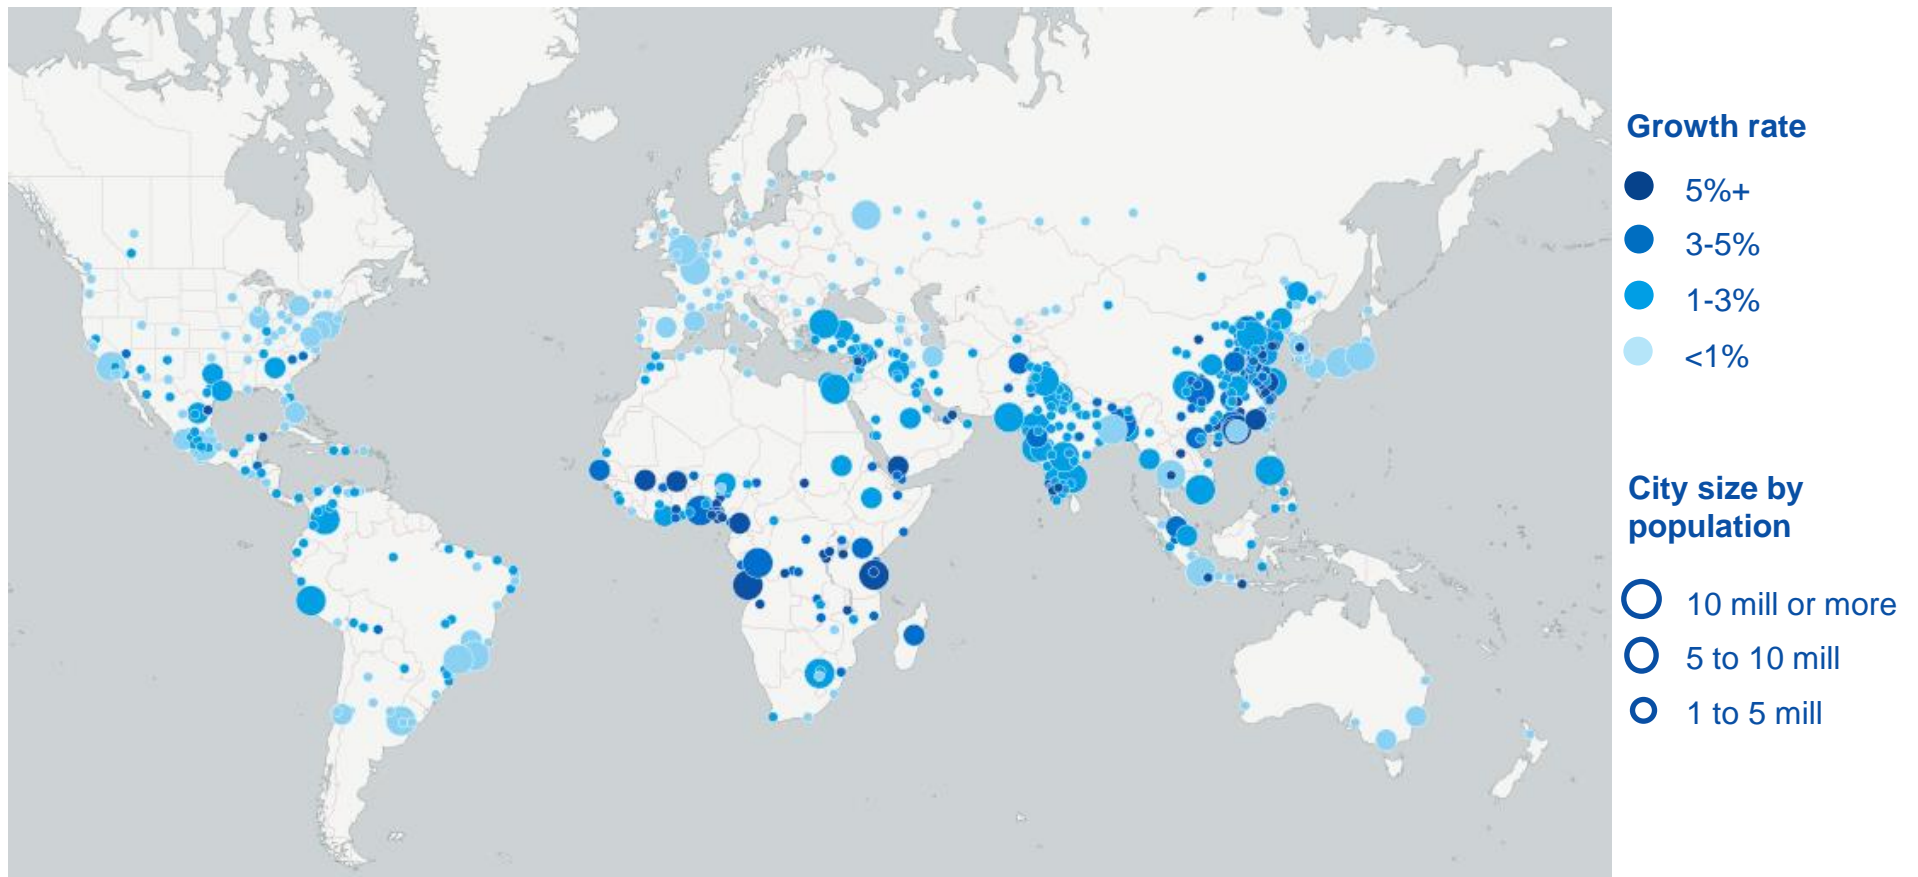 Growth rate
5%+
3-5%
1-3%
<1%
City size by
population
10 mill or more
5 to 10 mill
1 to 5 mill